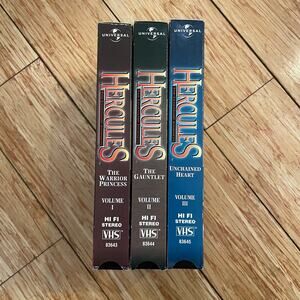 UNIVERSAL
HERCULES
THE
WARRIOR
PRINCESS
VOLUME
I
HI FI
STEREO
VHS
83643
UNIVERSAL
HERCULES
THE
GAUNTLET
VOLUME
II
HI FI
STEREO
VHS
83644
UNIVERSAL
HERCULES
UNCHAINED
HEART
VOLUME
III
HI FI
STEREO
VHS
83645